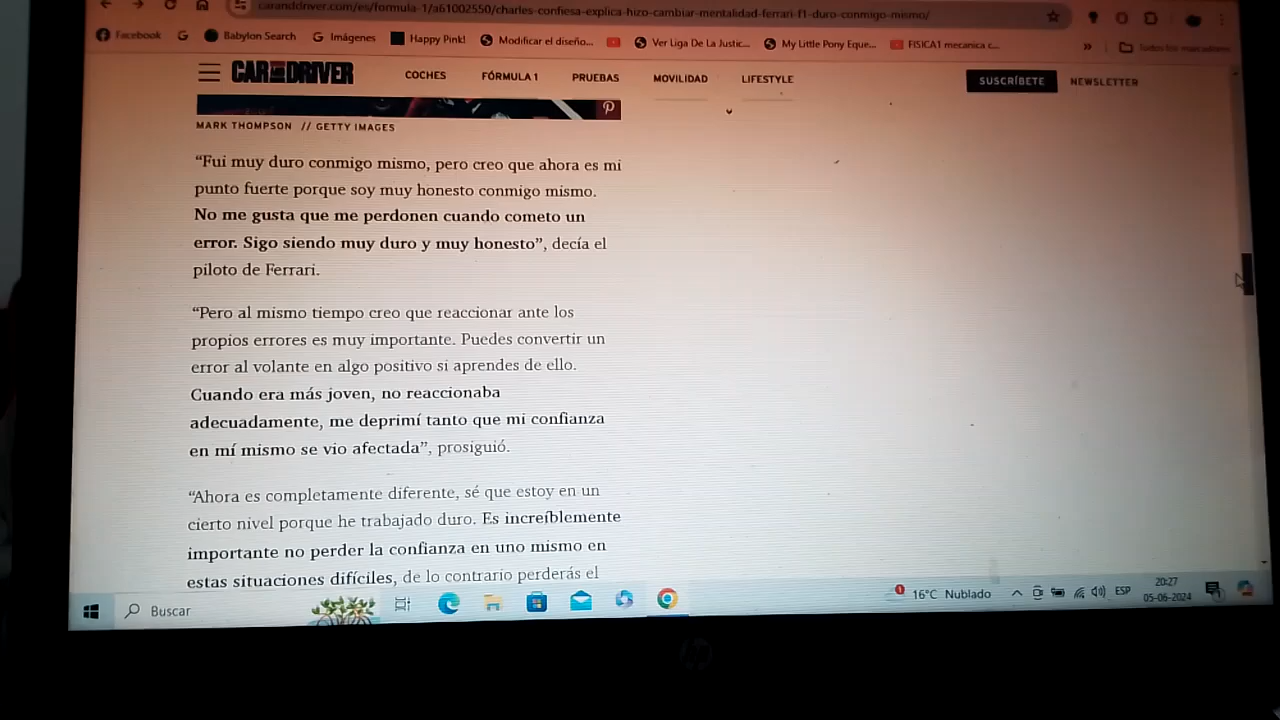 caranddriver.com/es/formula-1/a61002550/charles-confiesa-explica-hizo-cambiar-mentalidad-ferrari-f1-duro-conmigo-mismo/
Facebook
Babylon Search
Imágenes
Happy Pink!
Modificar el diseño...
Ver Liga De La Justic...
My Little Pony Eque...
FISICA1 mecanica c...
»
Todos los marcadores
CAR AND DRIVER
COCHES
FÓRMULA 1
PRUEBAS
MOVILIDAD
LIFESTYLE
SUSCRÍBETE
NEWSLETTER
MARK THOMPSON // GETTY IMAGES
“Fui muy duro conmigo mismo, pero creo que ahora es mi
punto fuerte porque soy muy honesto conmigo mismo.
No me gusta que me perdonen cuando cometo un
error. Sigo siendo muy duro y muy honesto”, decía el
piloto de Ferrari.
“Pero al mismo tiempo creo que reaccionar ante los
propios errores es muy importante. Puedes convertir un
error al volante en algo positivo si aprendes de ello.
Cuando era más joven, no reaccionaba
adecuadamente, me deprimí tanto que mi confianza
en mí mismo se vio afectada”, prosiguió.
“Ahora es completamente diferente, sé que estoy en un
cierto nivel porque he trabajado duro. Es increíblemente
importante no perder la confianza en uno mismo en
estas situaciones difíciles, de lo contrario perderás el
Buscar
1
16°C Nublado
ESP
20:27
05-06-2024
hp